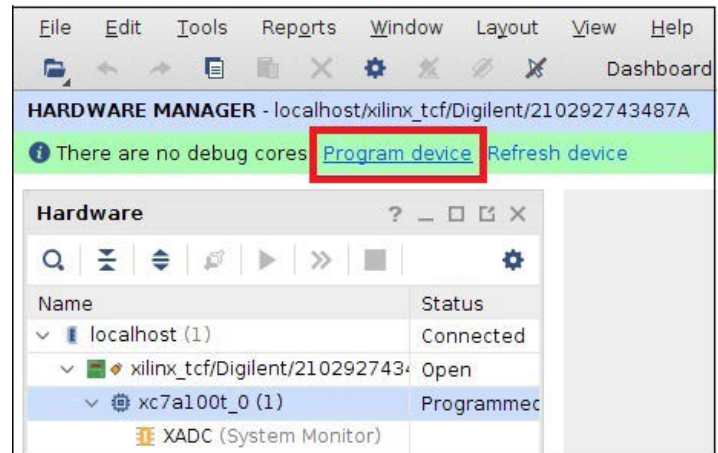 File Edit Tools Reports Window Layout View Help
Dashboard
HARDWARE MANAGER - localhost/xilinx_tcf/Digilent/210292743487A
There are no debug cores Program device Refresh device
Hardware
Name Status
localhost (1) Connected
xilinx_tcf/Digilent/2102927434 Open
xc7a100t_0 (1) Programmed
XADC (System Monitor)